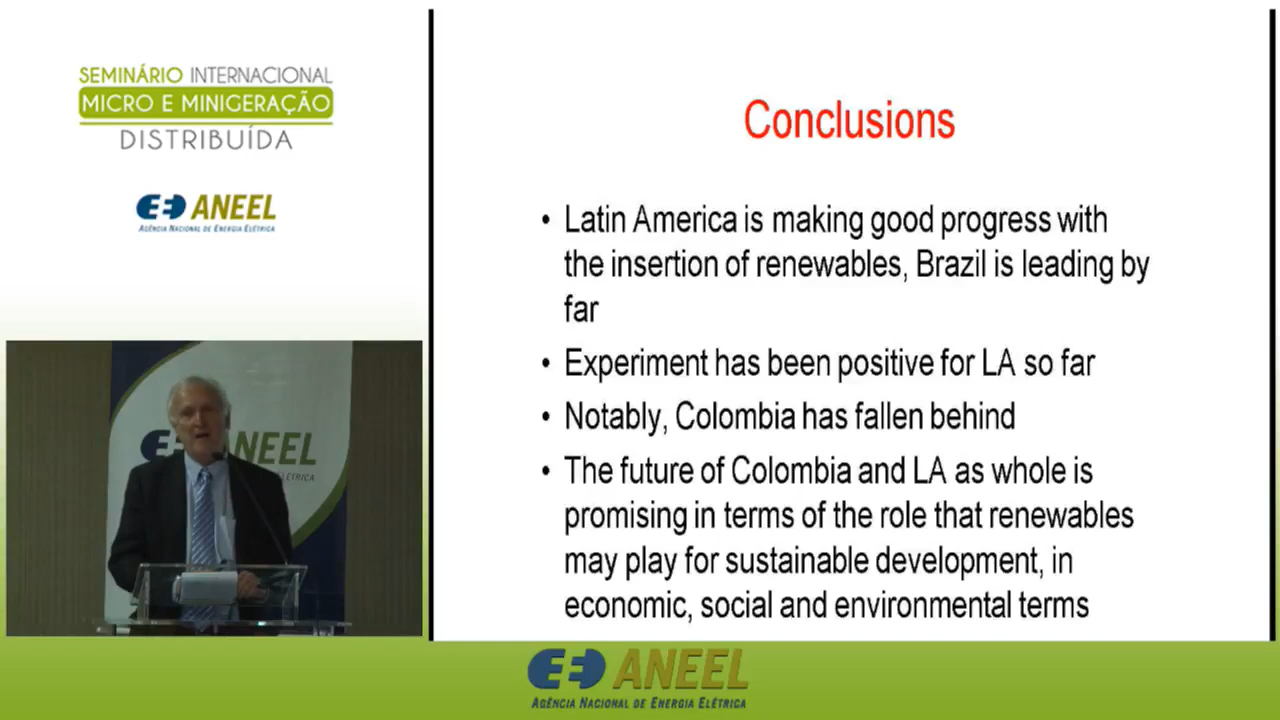 SEMINÁRIO INTERNACIONAL
MICRO E MINIGERAÇÃO
DISTRIBUÍDA
ANEEL
AGÊNCIA NACIONAL DE ENERGIA ELÉTRICA
ANEEL
ELÉTRICA
Conclusions
• Latin America is making good progress with
the insertion of renewables, Brazil is leading by
far
• Experiment has been positive for LA so far
• Notably, Colombia has fallen behind
• The future of Colombia and LA as whole is
promising in terms of the role that renewables
may play for sustainable development, in
economic, social and environmental terms
ANEEL
AGÊNCIA NACIONAL DE ENERGIA ELÉTRICA